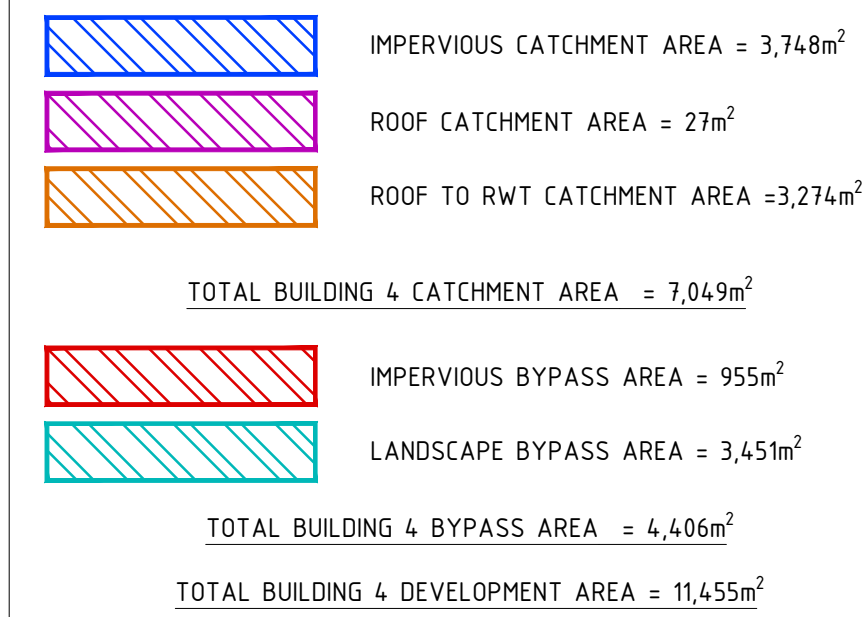 IMPERVIOUS CATCHMENT AREA = 3,748m²
ROOF CATCHMENT AREA = 27m²
ROOF TO RWT CATCHMENT AREA =3,274m²
TOTAL BUILDING 4 CATCHMENT AREA = 7,049m²
IMPERVIOUS BYPASS AREA = 955m²
LANDSCAPE BYPASS AREA = 3,451m²
TOTAL BUILDING 4 BYPASS AREA = 4,406m²
TOTAL BUILDING 4 DEVELOPMENT AREA = 11,455m²